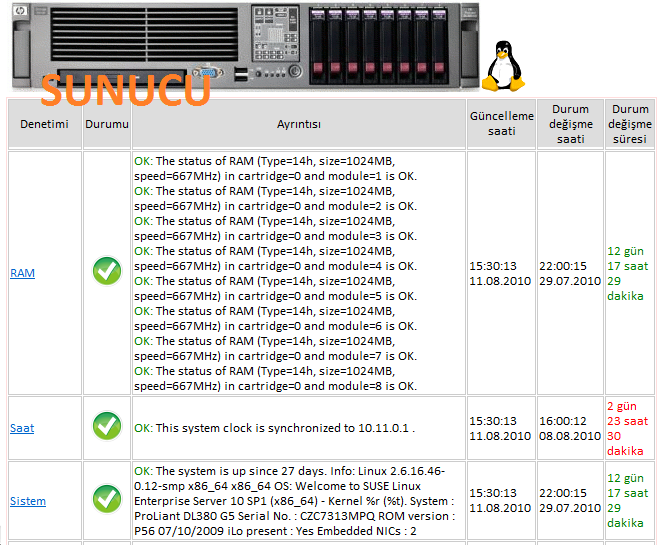 SUNUCU
Denetimi Durumu Ayrıntısı Güncelleme saati Durum değişme saati Durum değişme süresi
RAM
OK: The status of RAM (Type=14h, size=1024MB,
speed=667MHz) in cartridge=0 and module=1 is OK.
OK: The status of RAM (Type=14h, size=1024MB,
speed=667MHz) in cartridge=0 and module=2 is OK.
OK: The status of RAM (Type=14h, size=1024MB,
speed=667MHz) in cartridge=0 and module=3 is OK.
OK: The status of RAM (Type=14h, size=1024MB,
speed=667MHz) in cartridge=0 and module=4 is OK.
OK: The status of RAM (Type=14h, size=1024MB,
speed=667MHz) in cartridge=0 and module=5 is OK.
OK: The status of RAM (Type=14h, size=1024MB,
speed=667MHz) in cartridge=0 and module=6 is OK.
OK: The status of RAM (Type=14h, size=1024MB,
speed=667MHz) in cartridge=0 and module=7 is OK.
OK: The status of RAM (Type=14h, size=1024MB,
speed=667MHz) in cartridge=0 and module=8 is OK.
15:30:13
11.08.2010
22:00:15
29.07.2010
12 gün
17 saat
29
dakika
Saat
OK: This system clock is ayrynchronized to 10.11.0.1 .
15:30:13
11.08.2010
16:00:12
08.08.2010
2 gün
23 saat
30
dakika
Sistem
OK: The system is up since 27 days. Info: Linux 2.6.16.46-
0.12-smp x86_64 x86_64 OS: Welcome to SUSE Linux
Enterprise Server 10 SP1 (x86_64) - Kernel %r (%t). System :
ProLiant DL380 G5 Serial No. : CZC7313MPQ ROM version :
P56 07/10/2009 iLo present : Yes Embedded NICs : 2
15:30:13
11.08.2010
22:00:15
29.07.2010
12 gün
17 saat
29
dakika